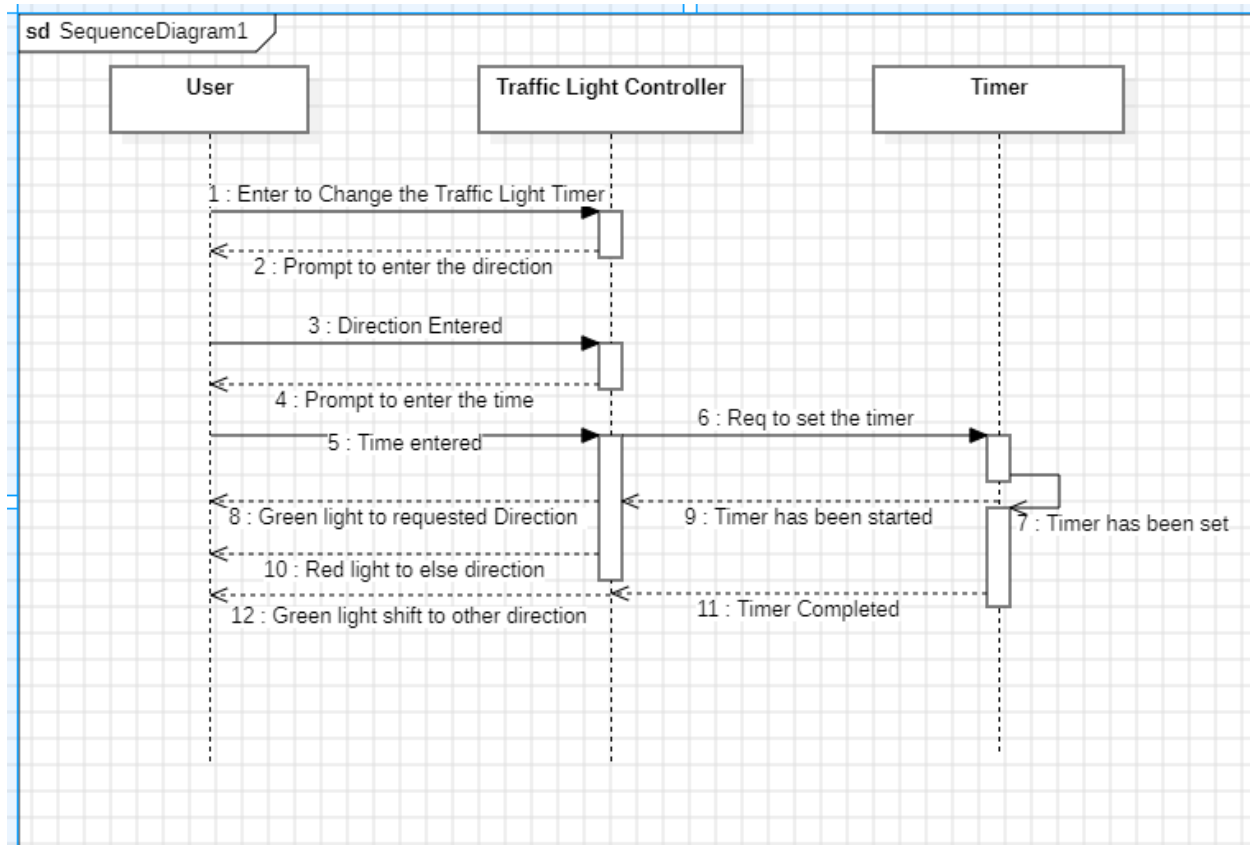 sd SequenceDiagram1
User
Traffic Light Controller
Timer
1 : Enter to Change the Traffic Light Timer
2 : Prompt to enter the direction
3 : Direction Entered
4 : Prompt to enter the time
5 : Time entered
6 : Req to set the timer
8 : Green light to requested Direction
9 : Timer has been started
7 : Timer has been set
10 : Red light to else direction
12 : Green light shift to other direction
11 : Timer Completed